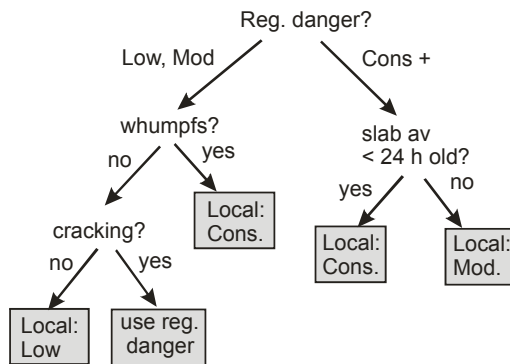 Reg. danger?
Low, Mod
Cons +
whumpfs?
slab av
< 24 h old?
no
yes
yes
no
Local:
Cons.
cracking?
Local:
Cons.
Local:
Mod.
no
yes
Local:
Low
use reg.
danger